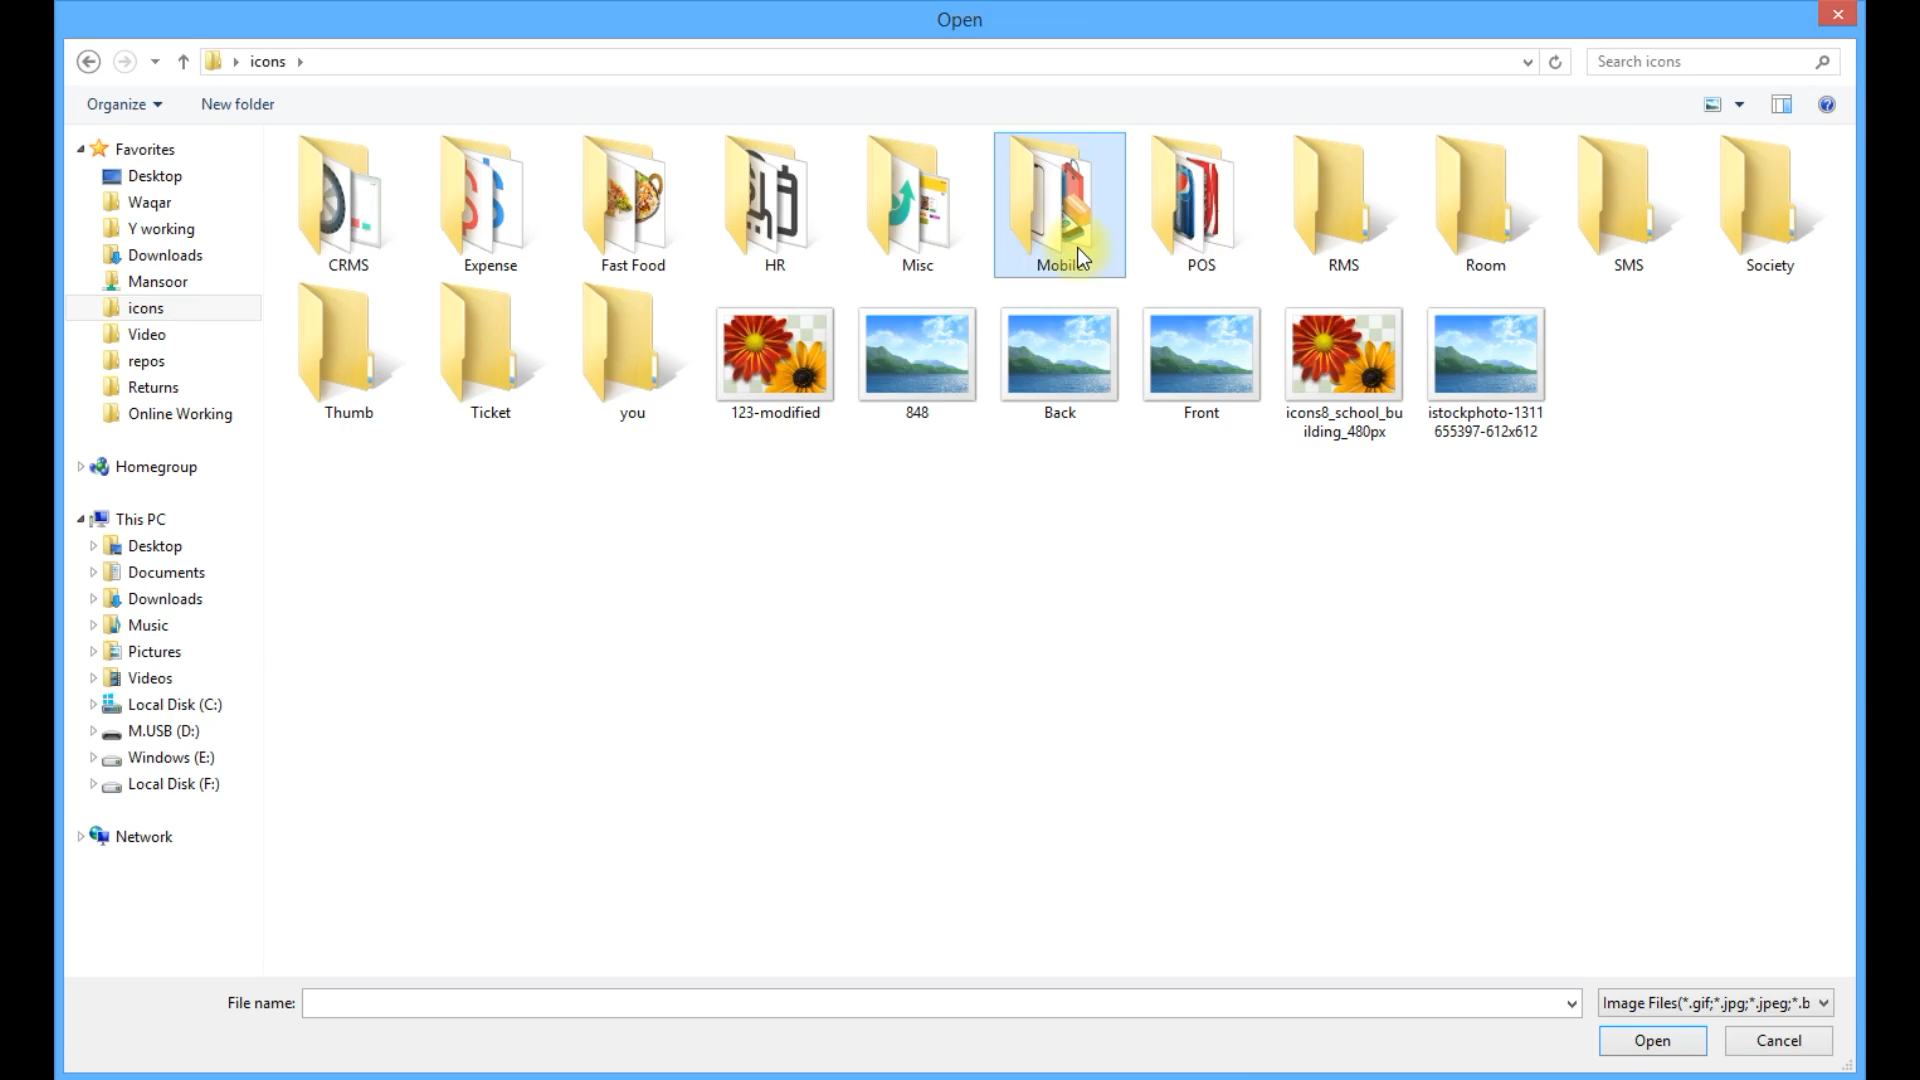 Open
icons
Search icons
Organize
New folder
Favorites
Desktop
Waqar
Y working
Downloads
Mansoor
icons
Video
repos
Returns
Online Working
Homegroup
This PC
Desktop
Documents
Downloads
Music
Pictures
Videos
Local Disk (C:)
M.USB (D:)
Windows (E:)
Local Disk (F:)
Network
CRMS
Expense
Fast Food
HR
Misc
Mobiles
POS
RMS
Room
SMS
Society
Thumb
Ticket
you
123-modified
848
Back
Front
icons8_school_bu
ilding_480px
istockphoto-1311
655397-612x612
File name:
Image Files(*.gif;*.jpg;*.jpeg;*.b
Open
Cancel